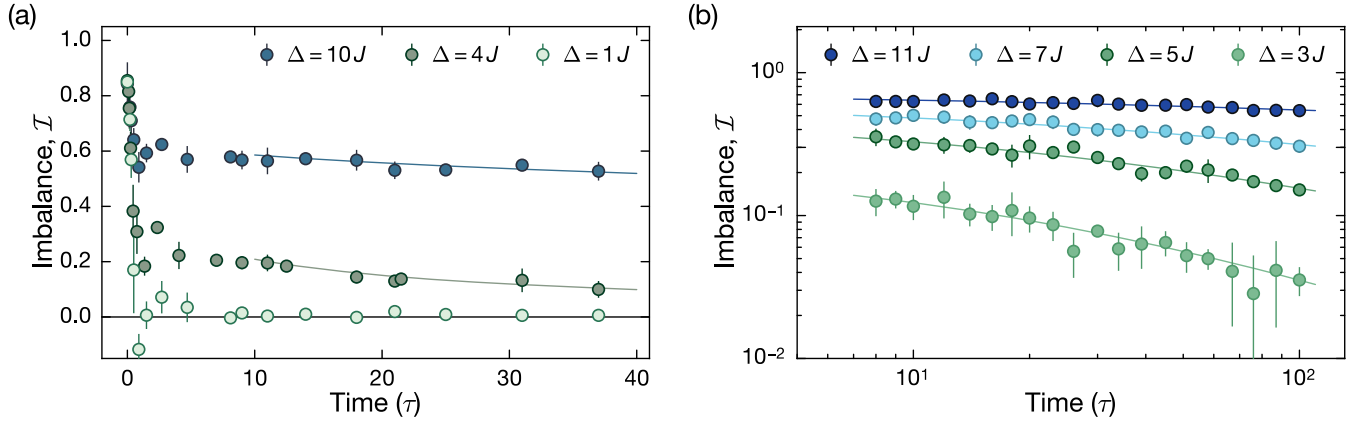 (a)
Δ = 10 J Δ = 4 J Δ = 1 J
Imbalance, ℐ
1.0
0.8
0.6
0.4
0.2
0.0
0 10 20 30 40
Time (τ)
(b)
Δ = 11 J Δ = 7 J Δ = 5 J Δ = 3 J
Imbalance, ℐ
10⁰
10⁻¹
10⁻²
10¹ 10²
Time (τ)